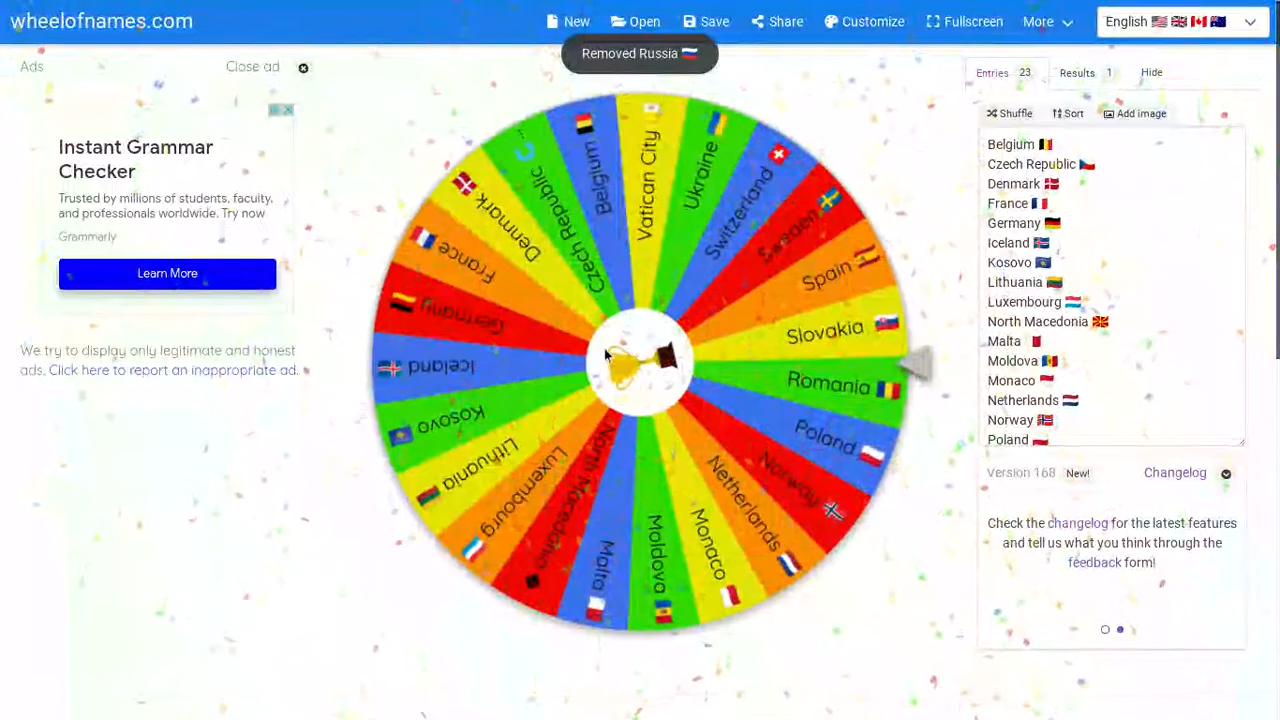 wheelofnames.com
New
Open
Save
Share
Customize
Fullscreen
More
English
Removed Russia
Ads
Close ad
Instant Grammar
Checker
Trusted by millions of students, faculty,
and professionals worldwide. Try now
Grammarly
Learn More
We try to display only legitimate and honest
ads. Click here to report an inappropriate ad.
Vatican City
Ukraine
Switzerland
Sweden
Spain
Slovakia
Romania
Poland
Norway
Netherlands
Monaco
Moldova
Malta
North Macedonia
Luxembourg
Lithuania
Kosovo
Iceland
Germany
France
Denmark
Czech Republic
Belgium
Entries 23
Results 1
Hide
Shuffle
Sort
Add image
Belgium
Czech Republic
Denmark
France
Germany
Iceland
Kosovo
Lithuania
Luxembourg
North Macedonia
Malta
Moldova
Monaco
Netherlands
Norway
Poland
Version 168 New!
Changelog
Check the changelog for the latest features
and tell us what you think through the
feedback form!